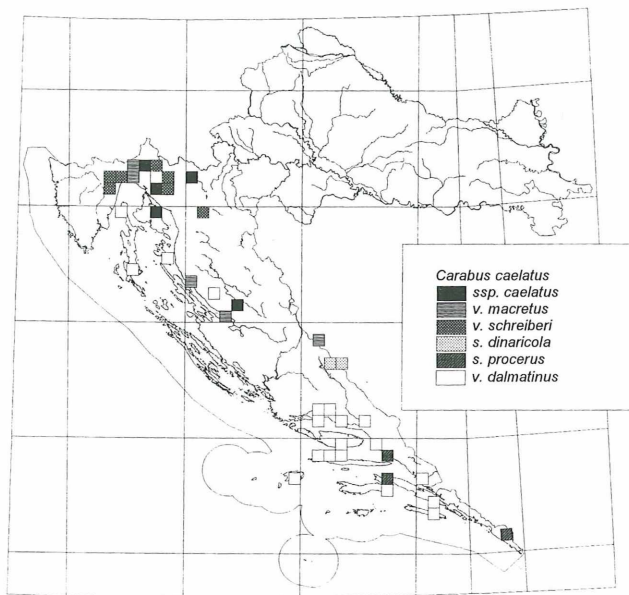 Carabus caelatus
ssp. caelatus
v. macretus
v. schreiberi
s. dinaricola
s. procerus
v. dalmatinus